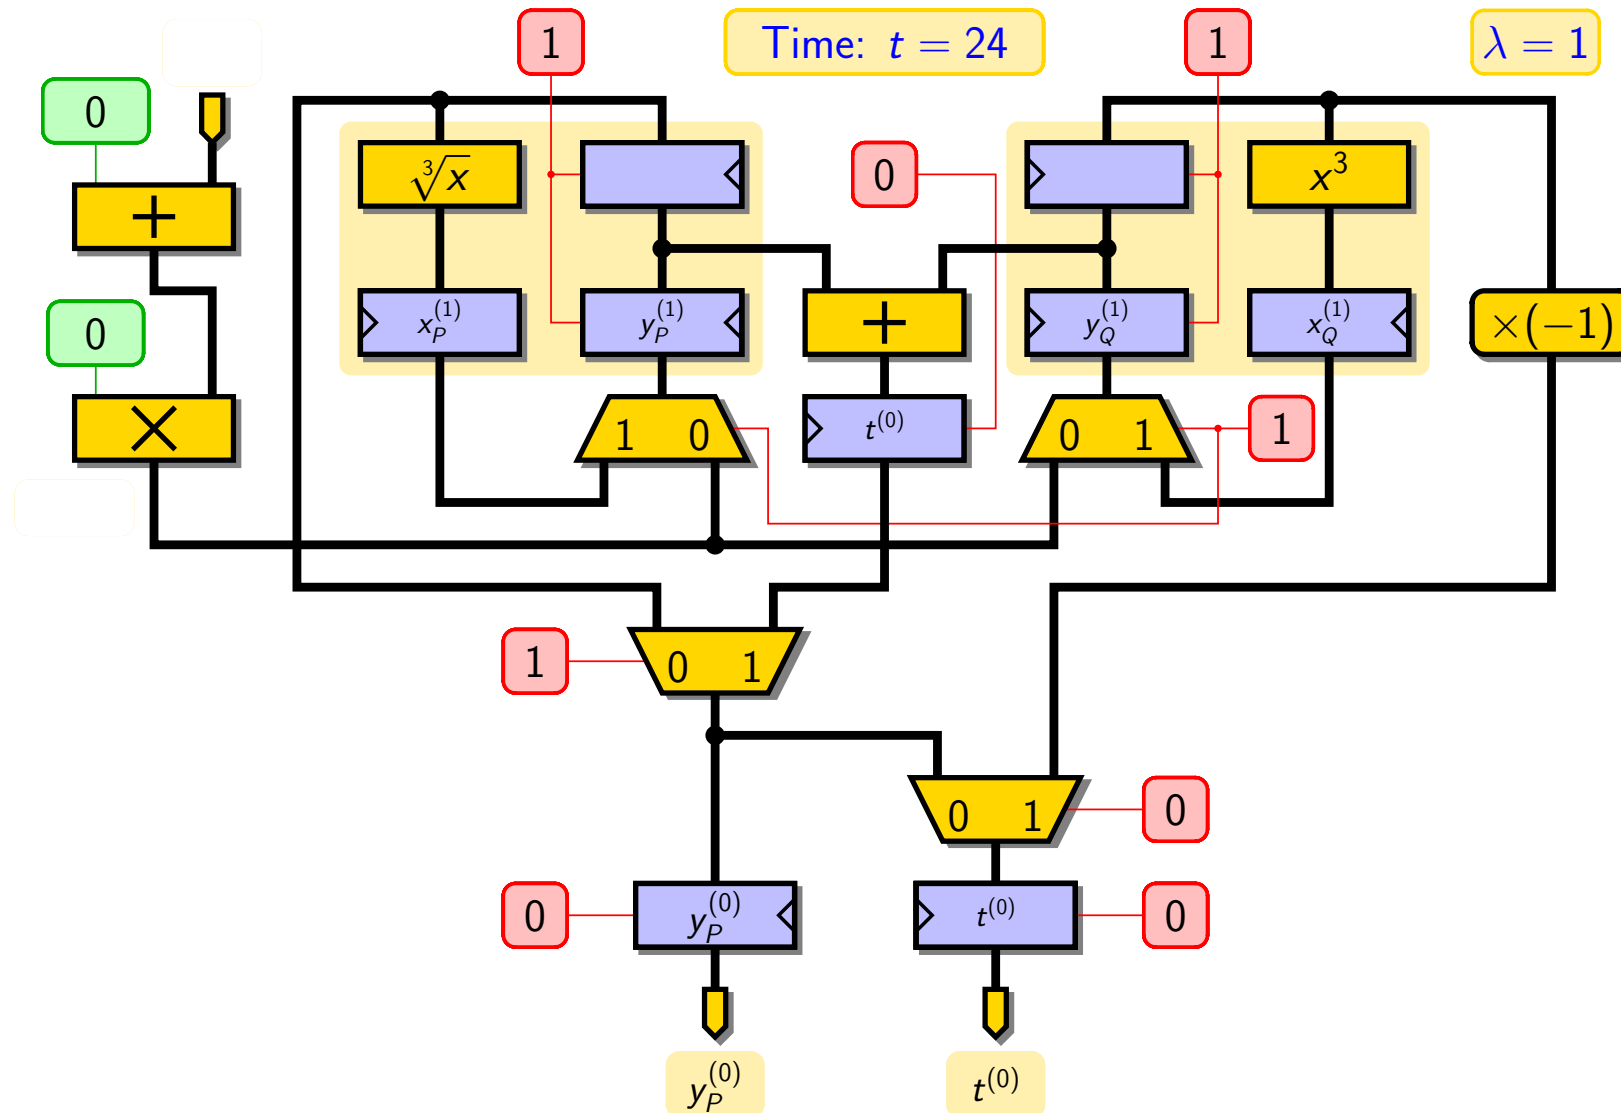 1
Time: t = 24
1
λ = 1
0
+
∛x
0
x³
0
×
x_P^(1)
y_P^(1)
+
y_Q^(1)
x_Q^(1)
×(−1)
1 0
t^(0)
0 1
1
1
0 1
0 1
0
0
y_P^(0)
t^(0)
0
y_P^(0)
t^(0)